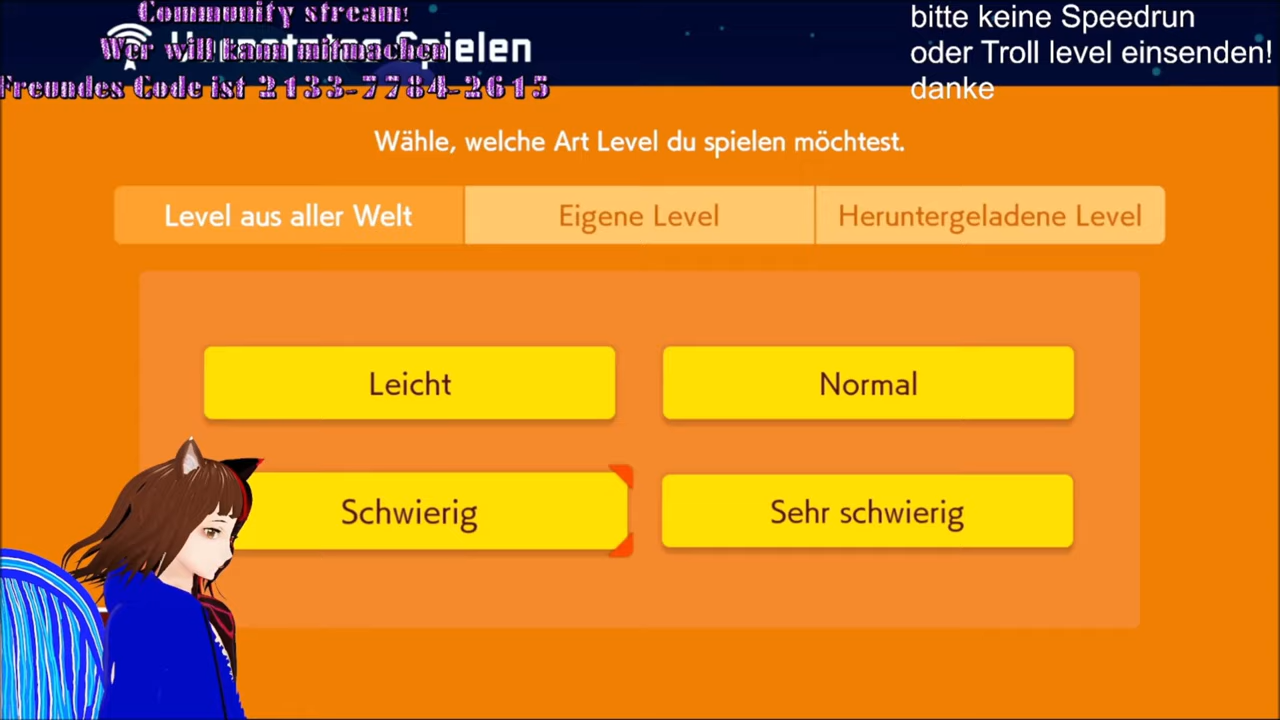 Community stream:
Wer will kann mitmachen
Freundes Code ist 2133-7784-2615
Spielen
bitte keine Speedrun
oder Troll level einsenden!
danke
Wähle, welche Art Level du spielen möchtest.
Level aus aller Welt
Eigene Level
Heruntergeladene Level
Leicht
Normal
Schwierig
Sehr schwierig